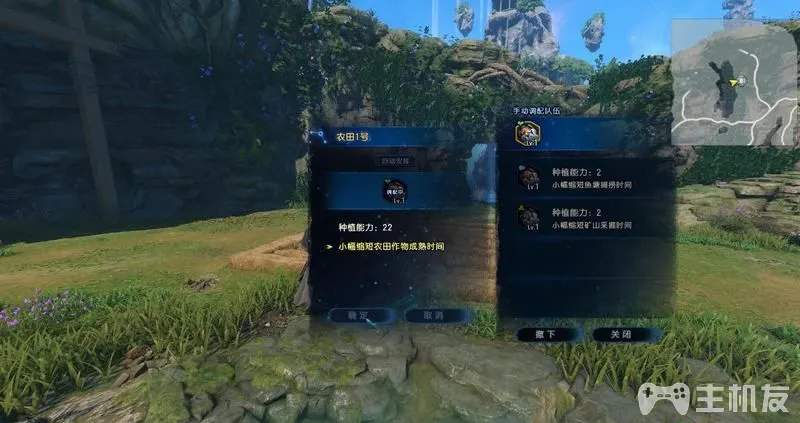 农田1号
自动安排
调配中
Lv.1
种植能力：22
小幅缩短农田作物成熟时间
确定
取消
手动调配队伍
Lv.1
种植能力：2
小幅缩短鱼塘捕捞时间
Lv.1
种植能力：2
小幅缩短矿山采掘时间
Lv.1
撤下
关闭
主机友